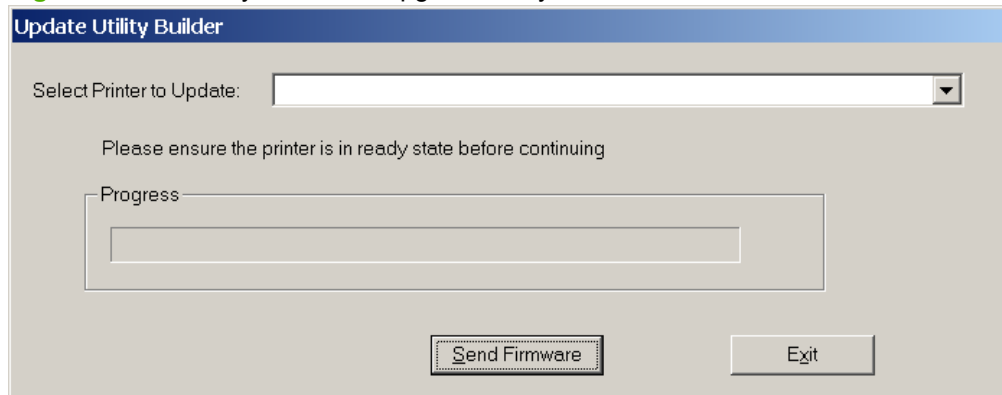 Update Utility Builder
Select Printer to Update:
Please ensure the printer is in ready state before continuing
Progress
Send Firmware
Exit